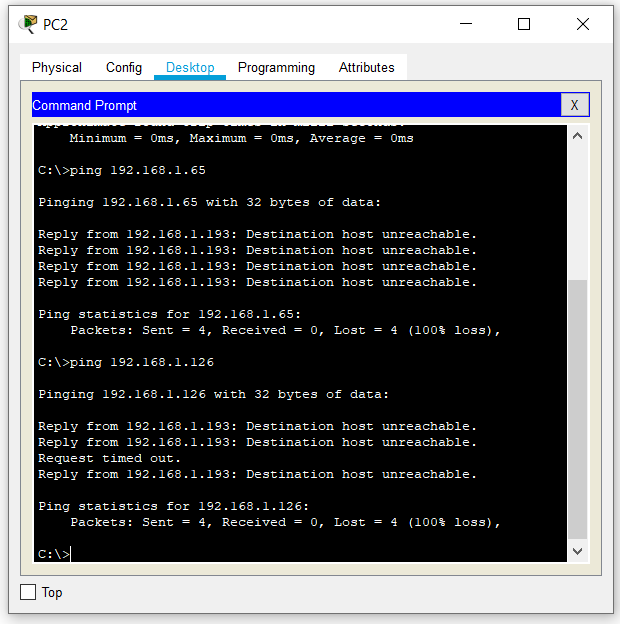 PC2
Physical Config Desktop Programming Attributes
Command Prompt X
Minimum = 0ms, Maximum = 0ms, Average = 0ms
C:\>ping 192.168.1.65
Pinging 192.168.1.65 with 32 bytes of data:
Reply from 192.168.1.193: Destination host unreachable.
Reply from 192.168.1.193: Destination host unreachable.
Reply from 192.168.1.193: Destination host unreachable.
Reply from 192.168.1.193: Destination host unreachable.
Ping statistics for 192.168.1.65:
Packets: Sent = 4, Received = 0, Lost = 4 (100% loss),
C:\>ping 192.168.1.126
Pinging 192.168.1.126 with 32 bytes of data:
Reply from 192.168.1.193: Destination host unreachable.
Reply from 192.168.1.193: Destination host unreachable.
Request timed out.
Reply from 192.168.1.193: Destination host unreachable.
Ping statistics for 192.168.1.126:
Packets: Sent = 4, Received = 0, Lost = 4 (100% loss),
C:\>
Top